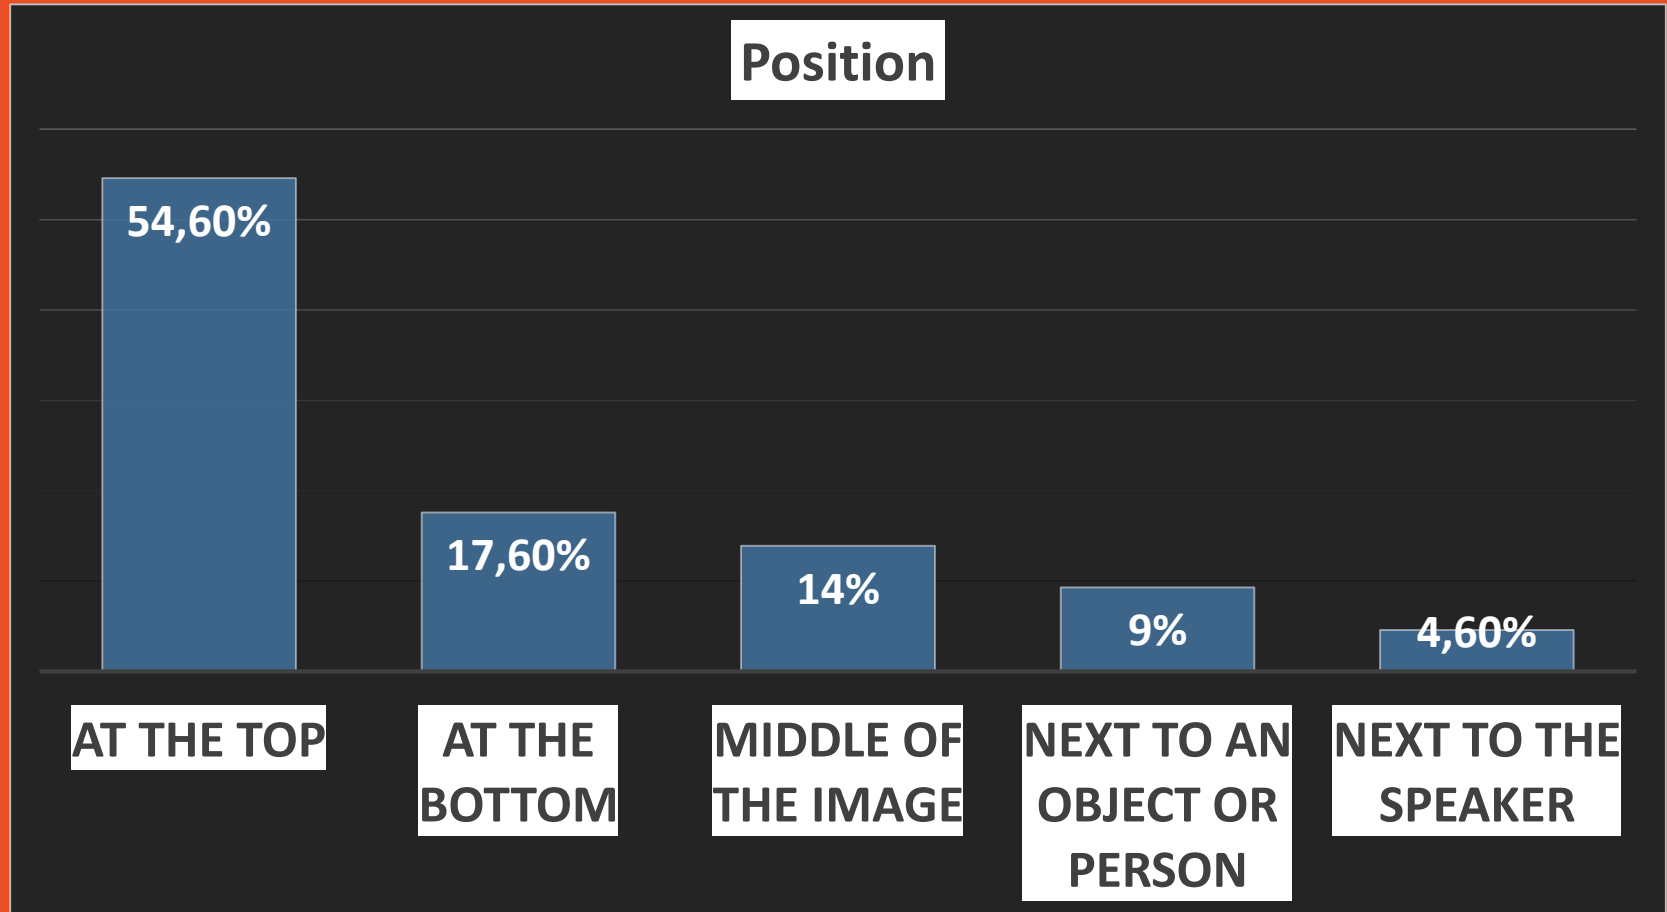 Position
54,60%
17,60%
14%
9%
4,60%
AT THE TOP
AT THE
BOTTOM
MIDDLE OF
THE IMAGE
NEXT TO AN
OBJECT OR
PERSON
NEXT TO THE
SPEAKER